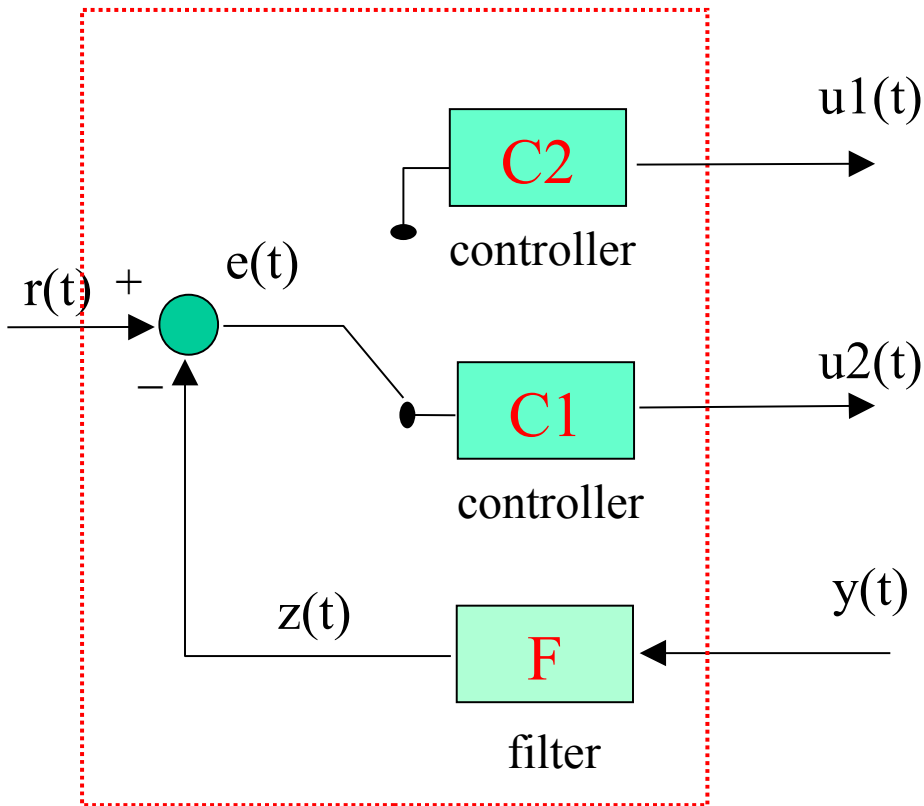 u1(t)
C2
controller
e(t)
r(t) +
−
u2(t)
C1
controller
y(t)
z(t)
F
filter